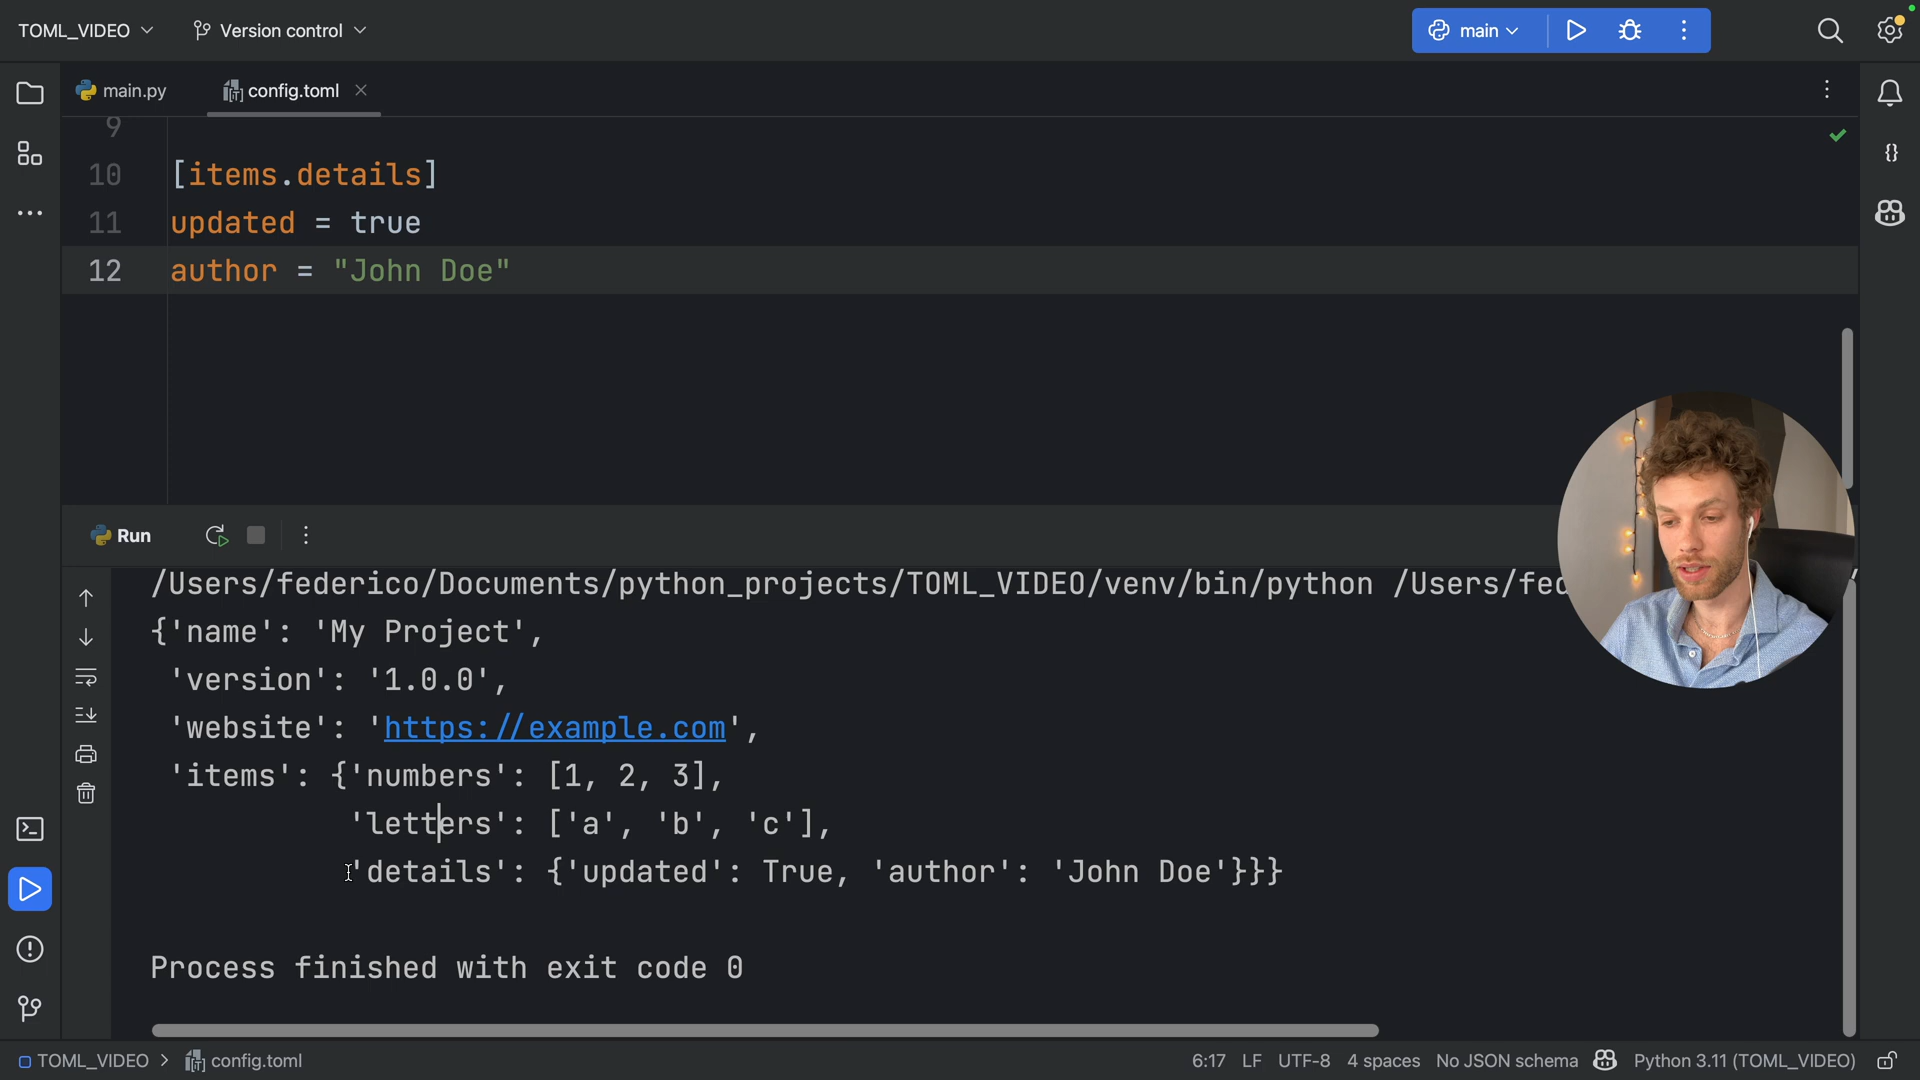 TOML_VIDEO Version control main
main.py config.toml
9
10 [items.details]
11 updated = true
12 author = "John Doe"
Run
/Users/federico/Documents/python_projects/TOML_VIDEO/venv/bin/python /Users/fed
{'name': 'My Project',
'version': '1.0.0',
'website': 'https://example.com',
'items': {'numbers': [1, 2, 3],
'letters': ['a', 'b', 'c'],
'details': {'updated': True, 'author': 'John Doe'}}}
Process finished with exit code 0
TOML_VIDEO > config.toml 6:17 LF UTF-8 4 spaces No JSON schema Python 3.11 (TOML_VIDEO)